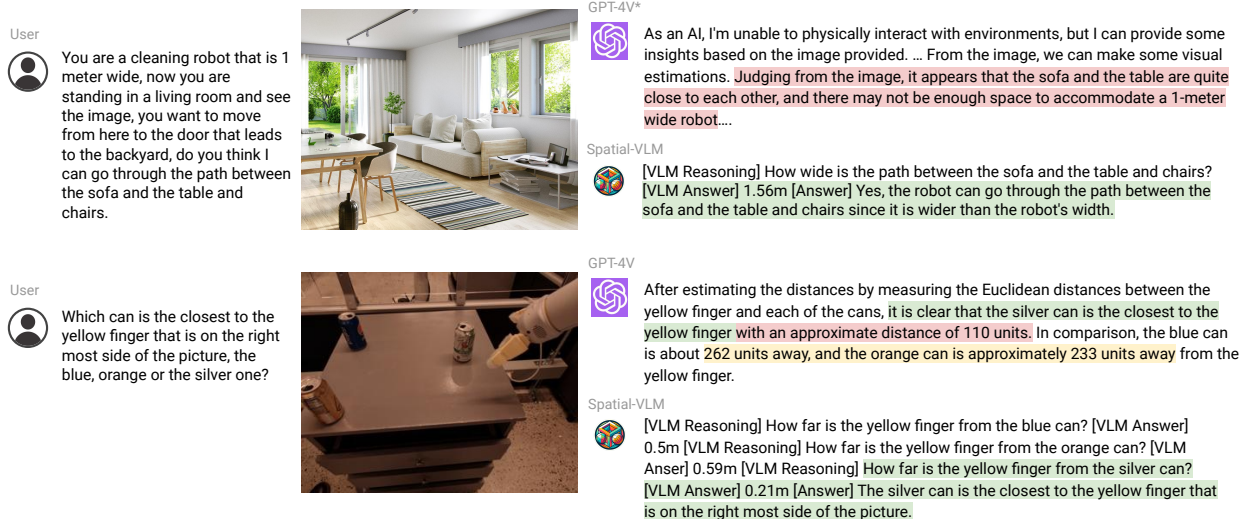 User
You are a cleaning robot that is 1
meter wide, now you are
standing in a living room and see
the image, you want to move
from here to the door that leads
to the backyard, do you think I
can go through the path between
the sofa and the table and
chairs.
GPT-4V*
As an AI, I'm unable to physically interact with environments, but I can provide some
insights based on the image provided. … From the image, we can make some visual
estimations. Judging from the image, it appears that the sofa and the table are quite
close to each other, and there may not be enough space to accommodate a 1-meter
wide robot….
Spatial-VLM
[VLM Reasoning] How wide is the path between the sofa and the table and chairs?
[VLM Answer] 1.56m [Answer] Yes, the robot can go through the path between the
sofa and the table and chairs since it is wider than the robot's width.
User
Which can is the closest to the
yellow finger that is on the right
most side of the picture, the
blue, orange or the silver one?
GPT-4V
After estimating the distances by measuring the Euclidean distances between the
yellow finger and each of the cans, it is clear that the silver can is the closest to the
yellow finger with an approximate distance of 110 units. In comparison, the blue can
is about 262 units away, and the orange can is approximately 233 units away from the
yellow finger.
Spatial-VLM
[VLM Reasoning] How far is the yellow finger from the blue can? [VLM Answer]
0.5m [VLM Reasoning] How far is the yellow finger from the orange can? [VLM
Anser] 0.59m [VLM Reasoning] How far is the yellow finger from the silver can?
[VLM Answer] 0.21m [Answer] The silver can is the closest to the yellow finger that
is on the right most side of the picture.